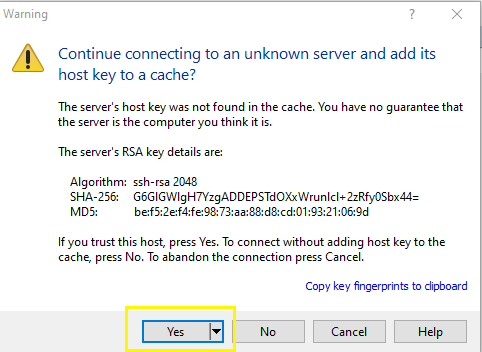 Warning
?
Continue connecting to an unknown server and add its
host key to a cache?
The server's host key was not found in the cache. You have no guarantee that
the server is the computer you think it is.
The server's RSA key details are:
Algorithm: ssh-rsa 2048
SHA-256: G6GIGWIgH7YzgADDEPSTdOXxWrunIcI+2zRfy0Sbx44=
MD5: be:f5:2e:f4:fe:98:73:aa:88:d8:cd:01:93:21:06:9d
If you trust this host, press Yes. To connect without adding host key to the
cache, press No. To abandon the connection press Cancel.
Copy key fingerprints to clipboard
Yes No Cancel Help